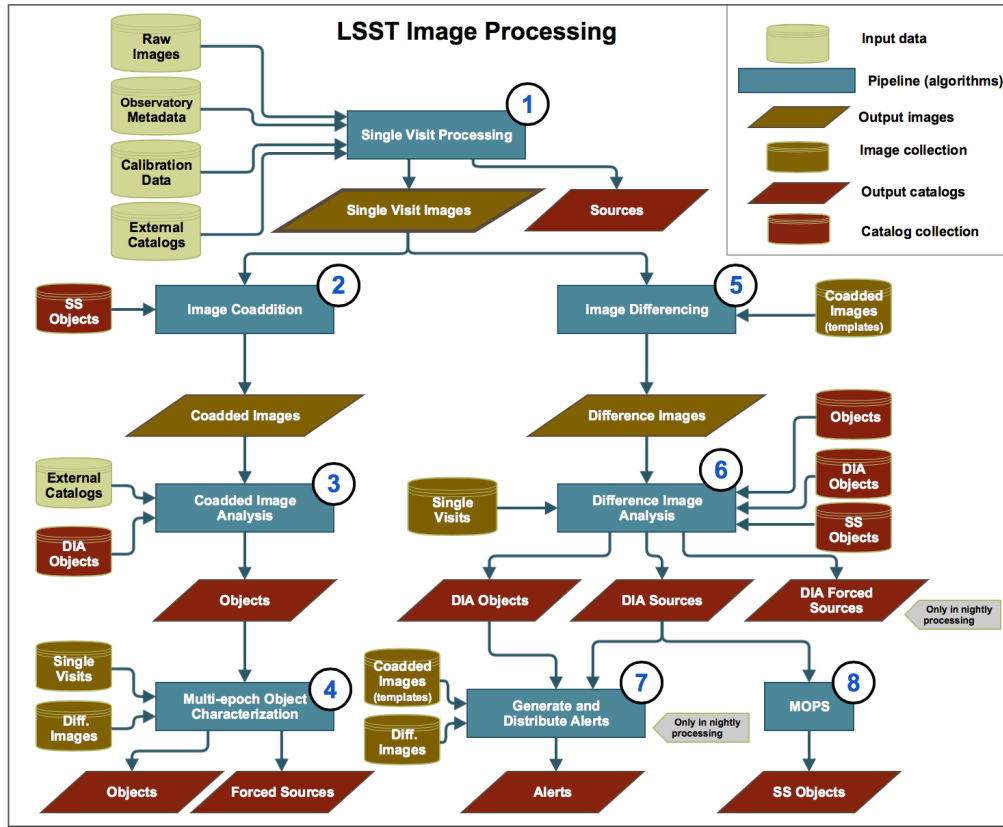 LSST Image Processing
Raw
Images
Observatory
Metadata
Calibration
Data
External
Catalogs
1
Single Visit Processing
Single Visit Images
Sources
Input data
Pipeline (algorithms)
Output images
Image collection
Output catalogs
Catalog collection
SS
Objects
2
Image Coaddition
5
Image Differencing
Coadded
Images
(templates)
Coadded Images
Difference Images
Objects
DIA
Objects
SS
Objects
External
Catalogs
DIA
Objects
3
Coadded Image
Analysis
Single
Visits
6
Difference Image
Analysis
Objects
DIA Objects
DIA Sources
DIA Forced
Sources
Only in nightly
processing
Single
Visits
Diff.
Images
4
Multi-epoch Object
Characterization
Coadded
Images
(templates)
Diff.
Images
7
Generate and
Distribute Alerts
Only in nightly
processing
8
MOPS
Objects
Forced Sources
Alerts
SS Objects